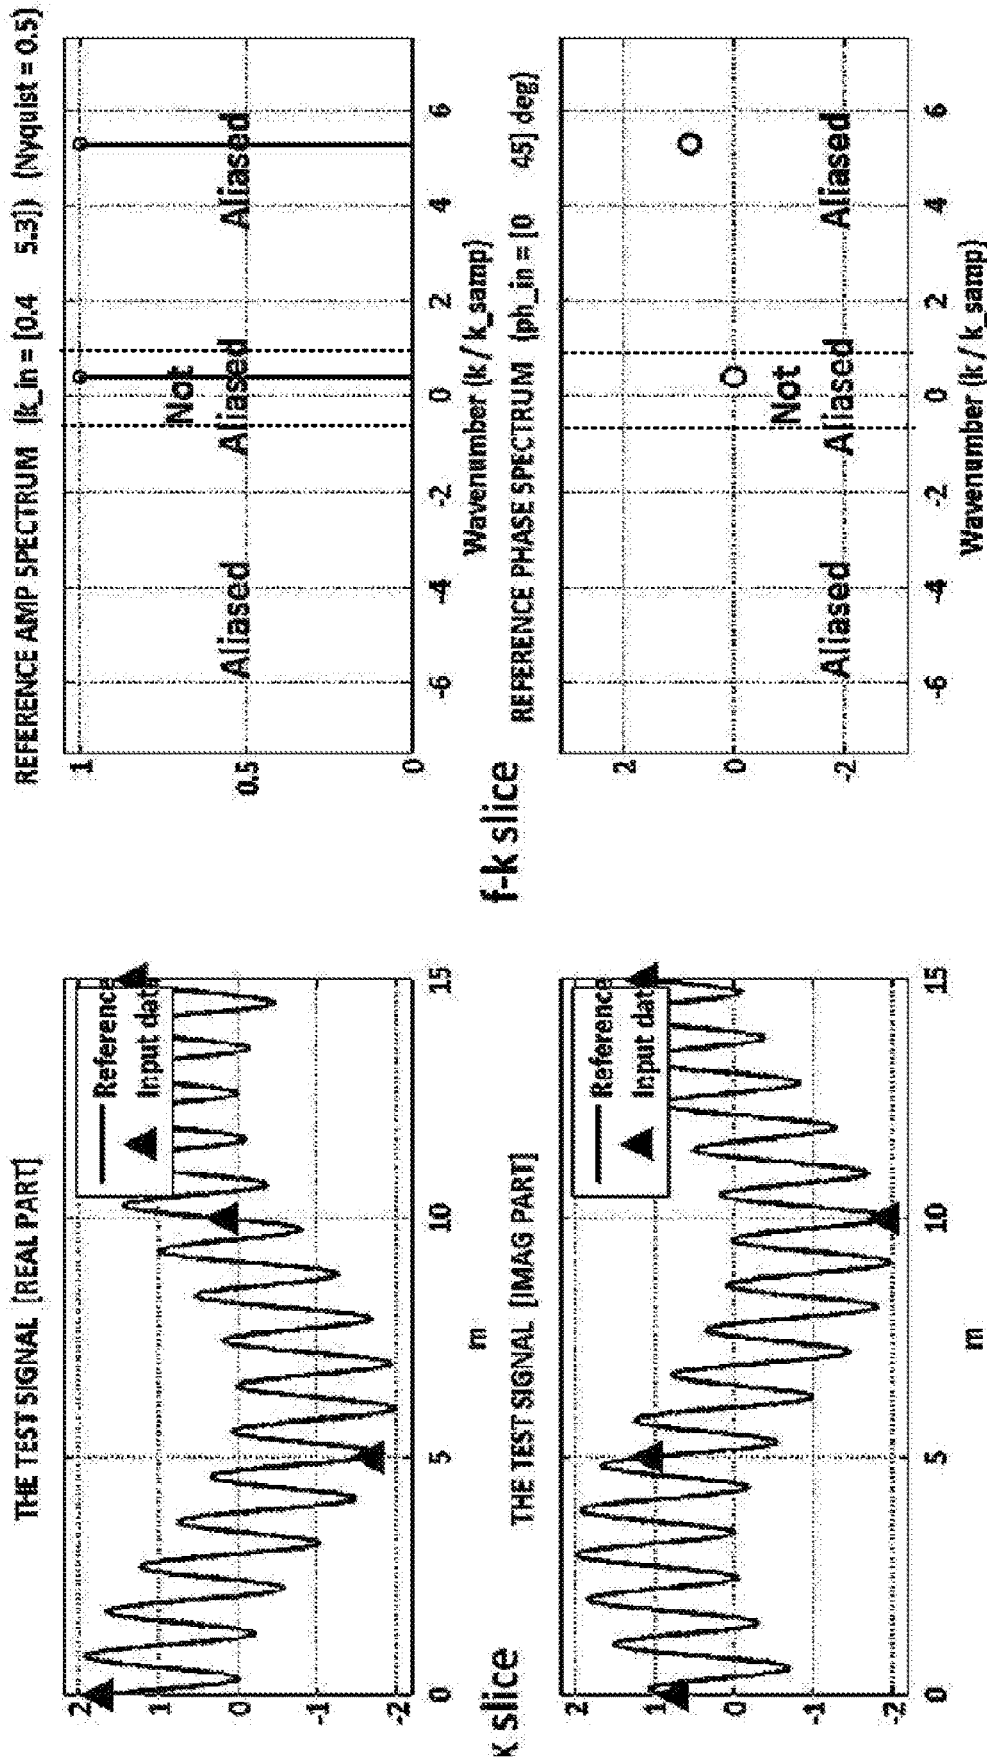 THE TEST SIGNAL [REAL PART]
2
1
0
-1
-2
0
5
10
15
m
Reference
Input data
K slice
THE TEST SIGNAL [IMAG PART]
2
1
0
-1
-2
0
5
10
15
m
Reference
Input data
REFERENCE AMP SPECTRUM (k_in = [0.4 5.3]) (Nyquist = 0.5)
1
0.5
0
Aliased
Not
Aliased
Aliased
-6
-4
-2
0
2
4
6
Wavenumber (k / k_samp)
f-k slice
REFERENCE PHASE SPECTRUM (ph_in = [0 45] deg)
2
0
-2
Aliased
Not
Aliased
Aliased
-6
-4
-2
0
2
4
6
Wavenumber (k / k_samp)